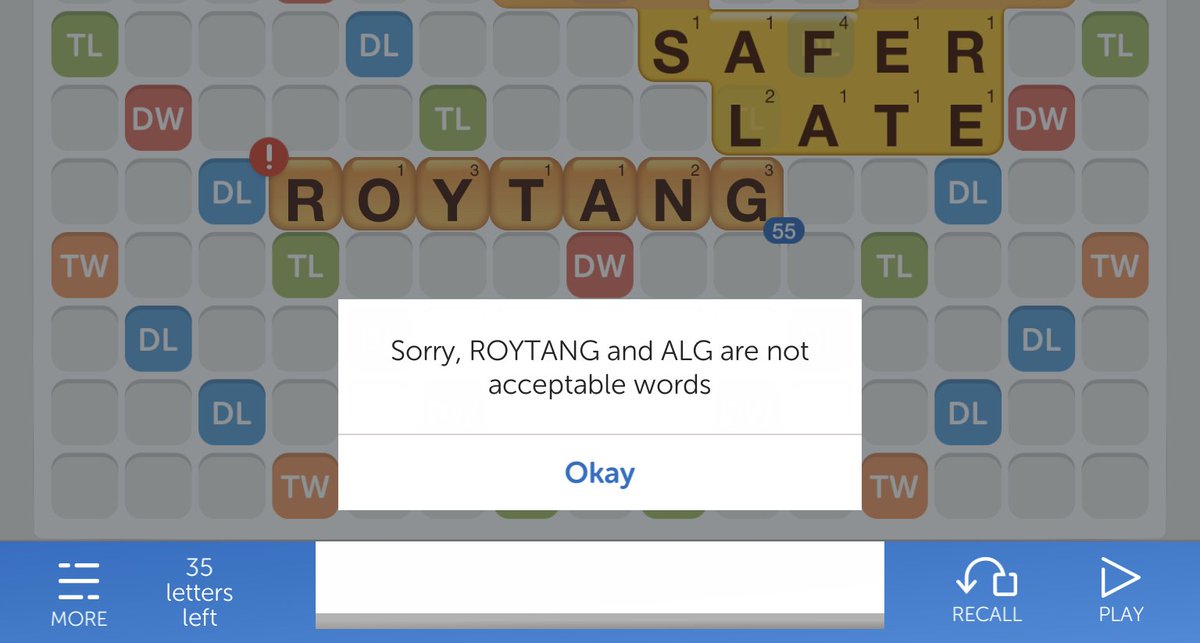 TL DL S A F E R TL
1 1 4 1 1
DW TL L A T E DW
2 1 1 1
! DL R O Y T A N G DL
1 3 1 1 2 3
55
TW TL DW TL TW
DL DL
Sorry, ROYTANG and ALG are not
acceptable words
DL DL
Okay
TW TW
35
letters
left
MORE
RECALL
PLAY